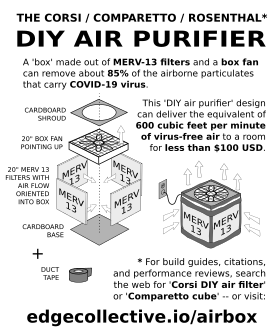 THE CORSI / COMPARETTO / ROSENTHAL*
DIY AIR PURIFIER
A 'box' made out of MERV-13 filters and a box fan
can remove about 85% of the airborne particulates
that carry COVID-19 virus.
CARDBOARD
SHROUD
This 'DIY air purifier' design
can deliver the equivalent of
600 cubic feet per minute
of virus-free air to a room
for less than $100 USD.
20" BOX FAN
POINTING UP
20" MERV 13
FILTERS WITH
AIR FLOW
ORIENTED
INTO BOX
MERV
13
MERV
13
MERV
13
MERV
13
CARDBOARD
BASE
MERV
13
MERV
13
+
DUCT
TAPE
* For build guides, citations,
and performance reviews, search
the web for 'Corsi DIY air filter'
or 'Comparetto cube' -- or visit:
edgecollective.io/airbox